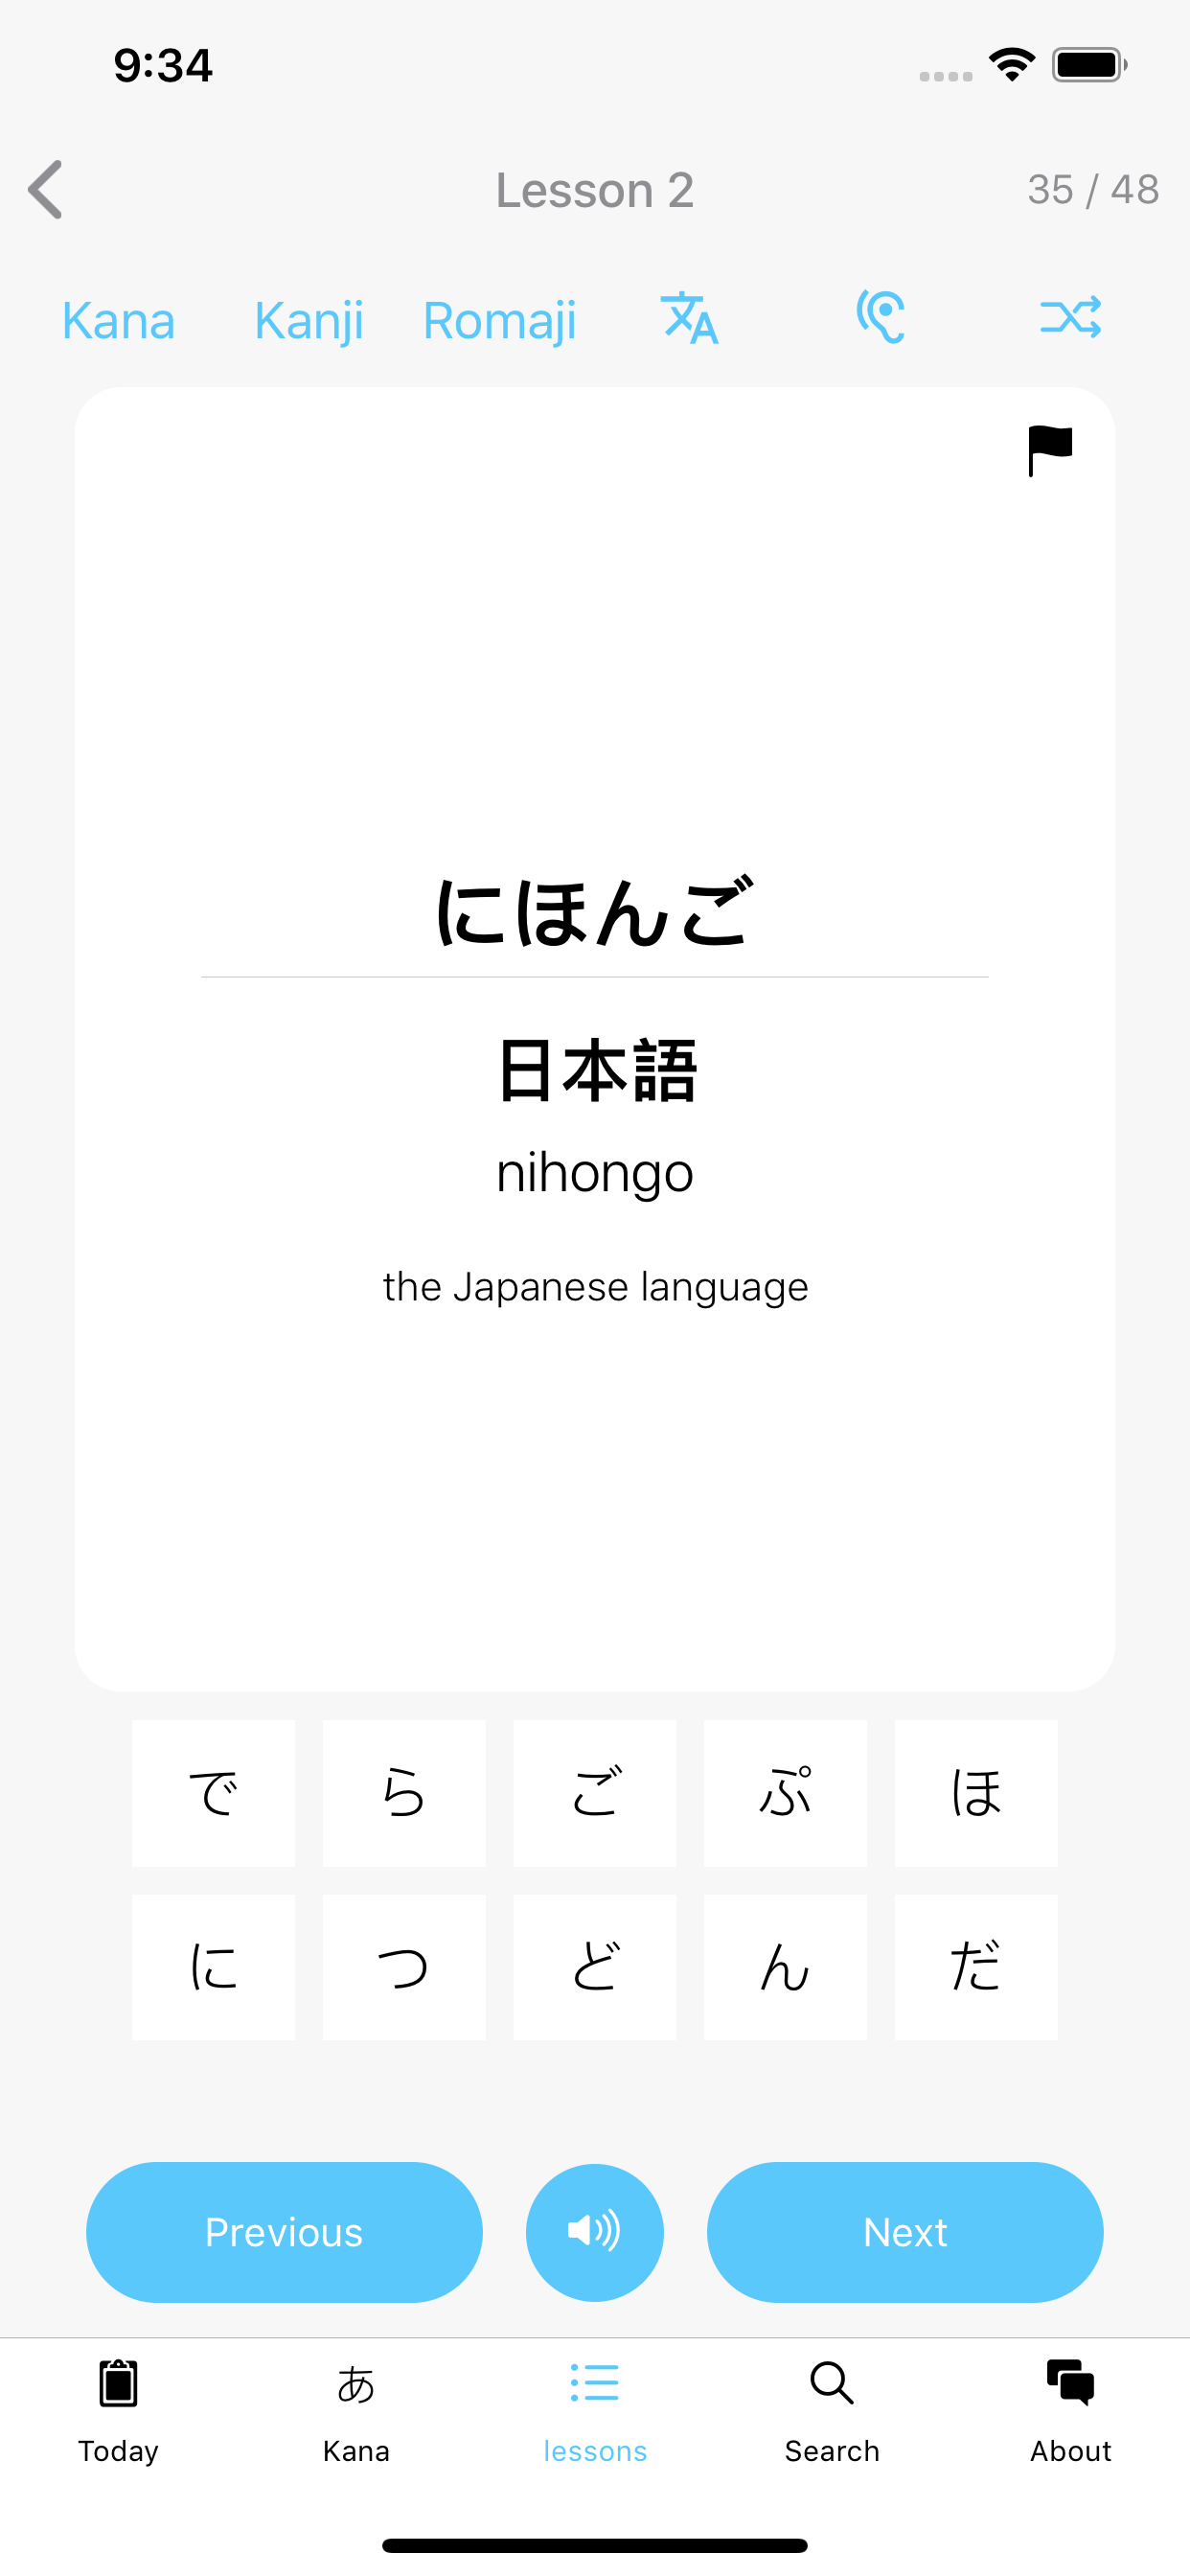 9:34
Lesson 2
35 / 48
Kana Kanji Romaji
にほんご
日本語
nihongo
the Japanese language
で ら ご ぷ ほ
に つ ど ん だ
Previous Next
あ
Today Kana lessons Search About